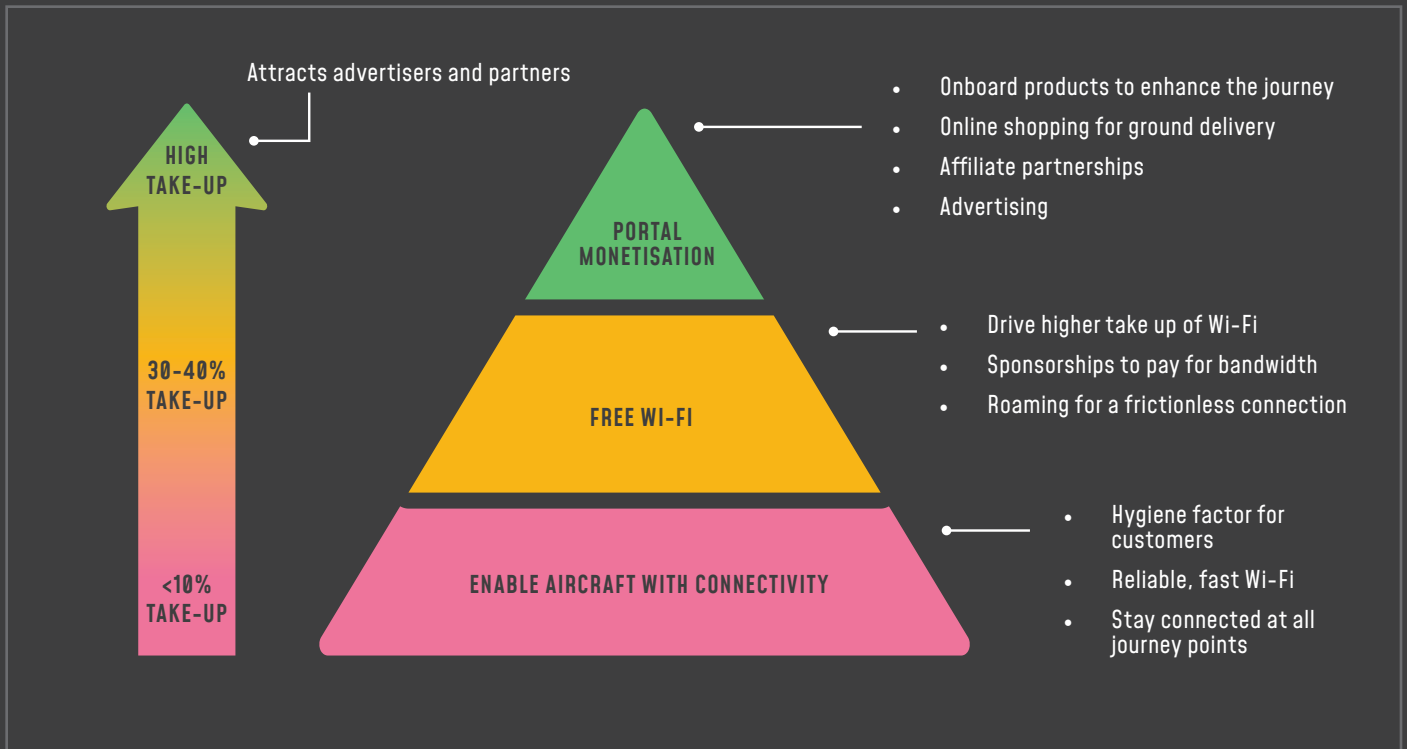 Attracts advertisers and partners
HIGH
TAKE-UP
30-40%
TAKE-UP
<10%
TAKE-UP
PORTAL
MONETISATION
FREE WI-FI
ENABLE AIRCRAFT WITH CONNECTIVITY
• Onboard products to enhance the journey
• Online shopping for ground delivery
• Affiliate partnerships
• Advertising
• Drive higher take up of Wi-Fi
• Sponsorships to pay for bandwidth
• Roaming for a frictionless connection
• Hygiene factor for
customers
• Reliable, fast Wi-Fi
• Stay connected at all
journey points